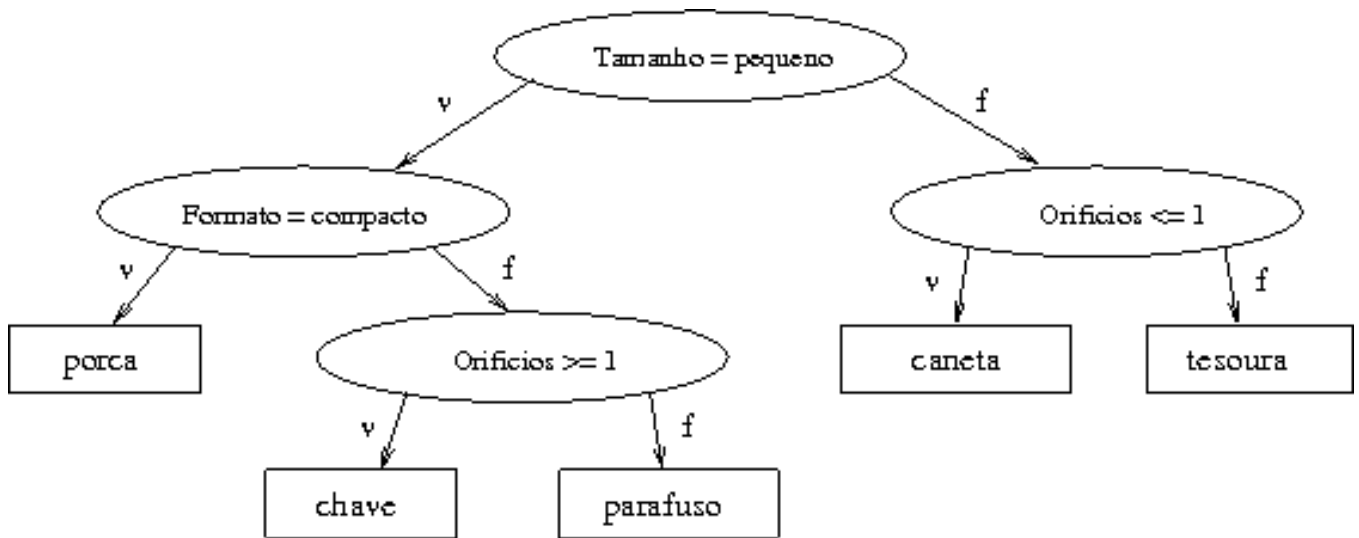 Tamanho = pequeno
v
f
Formato = compacto
Orificios <= 1
v
f
v
f
porca
Orificios >= 1
caneta
tesoura
v
f
chave
parafuso